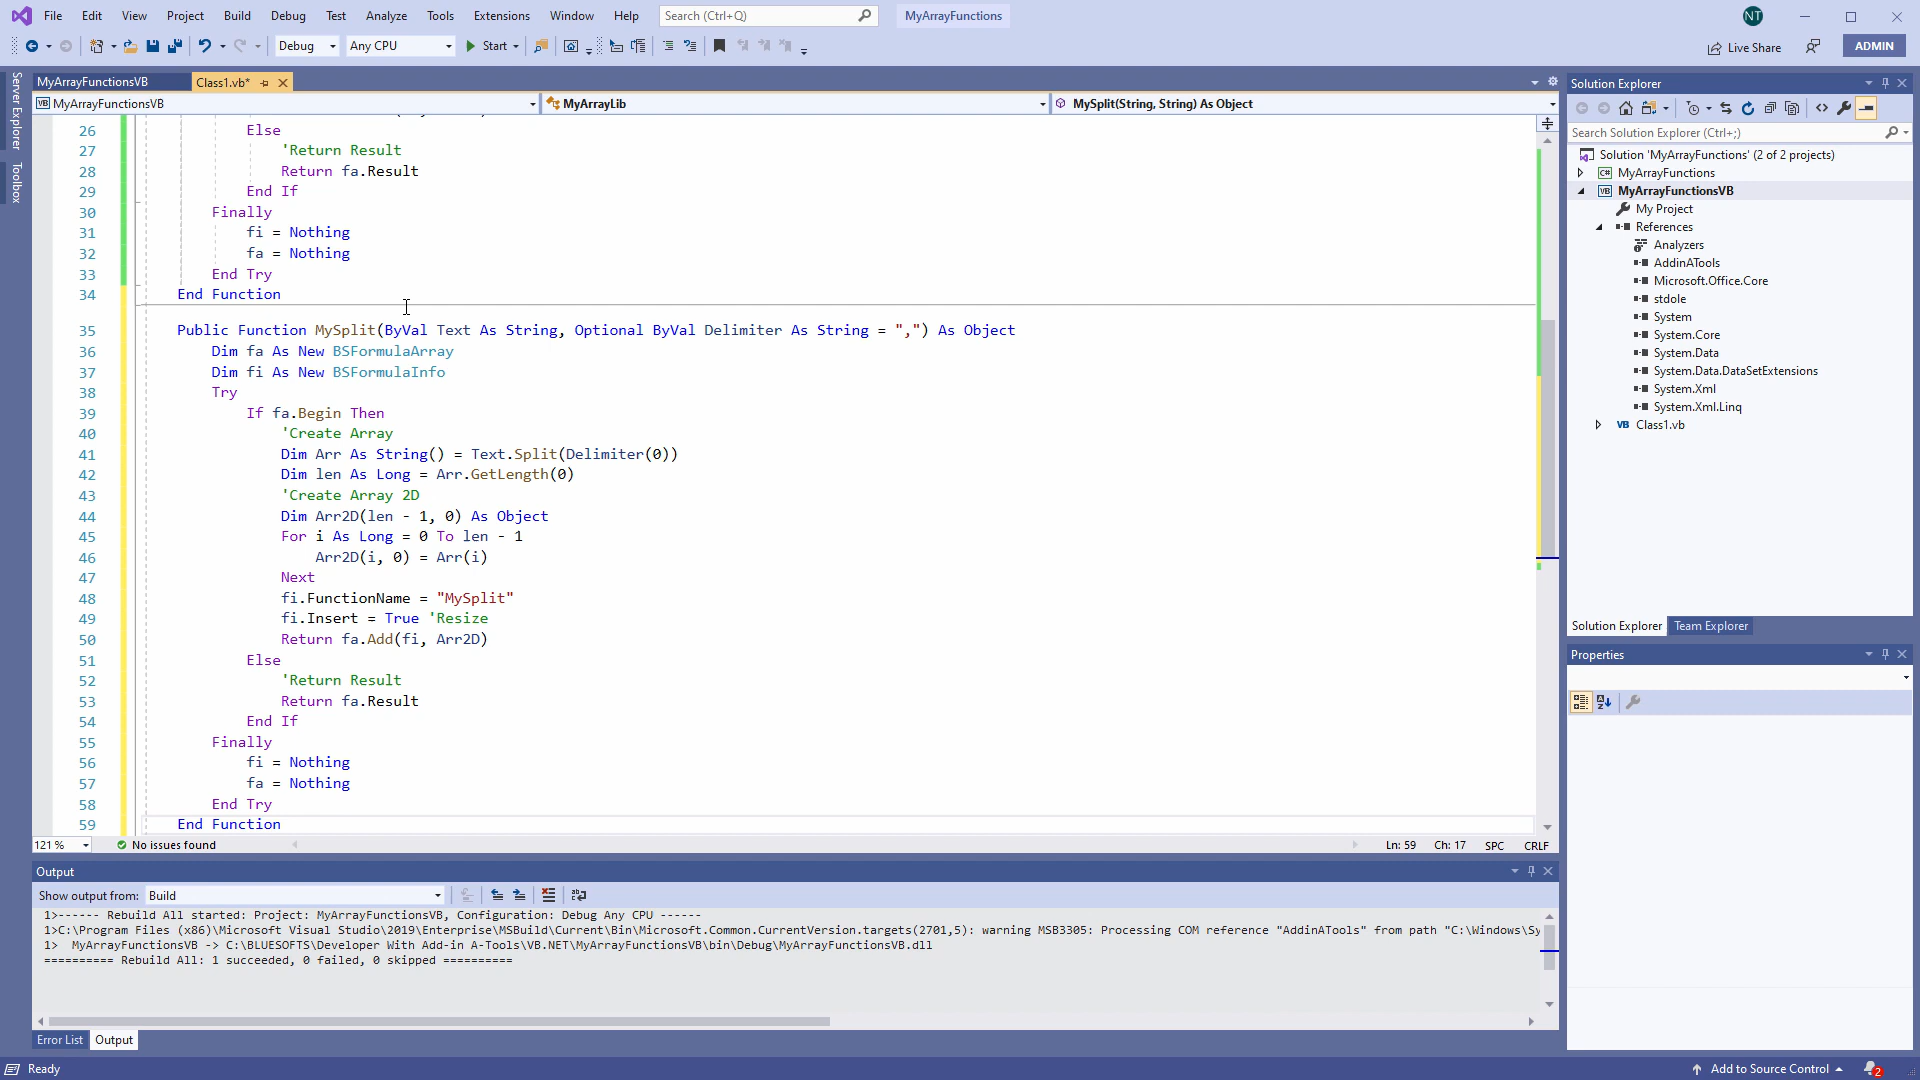 File Edit View Project Build Debug Test Analyze Tools Extensions Window Help Search (Ctrl+Q) MyArrayFunctions NT
Debug Any CPU Start Live Share ADMIN
Server Explorer
Toolbox
MyArrayFunctionsVB Class1.vb*
MyArrayFunctionsVB MyArrayLib MySplit(String, String) As Object
26 Else
27 'Return Result
28 Return fa.Result
29 End If
30 Finally
31 fi = Nothing
32 fa = Nothing
33 End Try
34 End Function
35 Public Function MySplit(ByVal Text As String, Optional ByVal Delimiter As String = ",") As Object
36 Dim fa As New BSFormulaArray
37 Dim fi As New BSFormulaInfo
38 Try
39 If fa.Begin Then
40 'Create Array
41 Dim Arr As String() = Text.Split(Delimiter(0))
42 Dim len As Long = Arr.GetLength(0)
43 'Create Array 2D
44 Dim Arr2D(len - 1, 0) As Object
45 For i As Long = 0 To len - 1
46 Arr2D(i, 0) = Arr(i)
47 Next
48 fi.FunctionName = "MySplit"
49 fi.Insert = True 'Resize
50 Return fa.Add(fi, Arr2D)
51 Else
52 'Return Result
53 Return fa.Result
54 End If
55 Finally
56 fi = Nothing
57 fa = Nothing
58 End Try
59 End Function
121 % No issues found Ln: 59 Ch: 17 SPC CRLF
Output
Show output from: Build
1>------ Rebuild All started: Project: MyArrayFunctionsVB, Configuration: Debug Any CPU ------
1>C:\Program Files (x86)\Microsoft Visual Studio\2019\Enterprise\MSBuild\Current\Bin\Microsoft.Common.CurrentVersion.targets(2701,5): warning MSB3305: Processing COM reference "AddinATools" from path "C:\Windows\Sy
1> MyArrayFunctionsVB -> C:\BLUESOFTS\Developer With Add-in A-Tools\VB.NET\MyArrayFunctionsVB\bin\Debug\MyArrayFunctionsVB.dll
========== Rebuild All: 1 succeeded, 0 failed, 0 skipped ==========
Error List Output
Ready Add to Source Control 2
Solution Explorer
Search Solution Explorer (Ctrl+;)
Solution 'MyArrayFunctions' (2 of 2 projects)
C# MyArrayFunctions
VB MyArrayFunctionsVB
My Project
References
Analyzers
AddinATools
Microsoft.Office.Core
stdole
System
System.Core
System.Data
System.Data.DataSetExtensions
System.Xml
System.Xml.Linq
VB Class1.vb
Solution Explorer Team Explorer
Properties